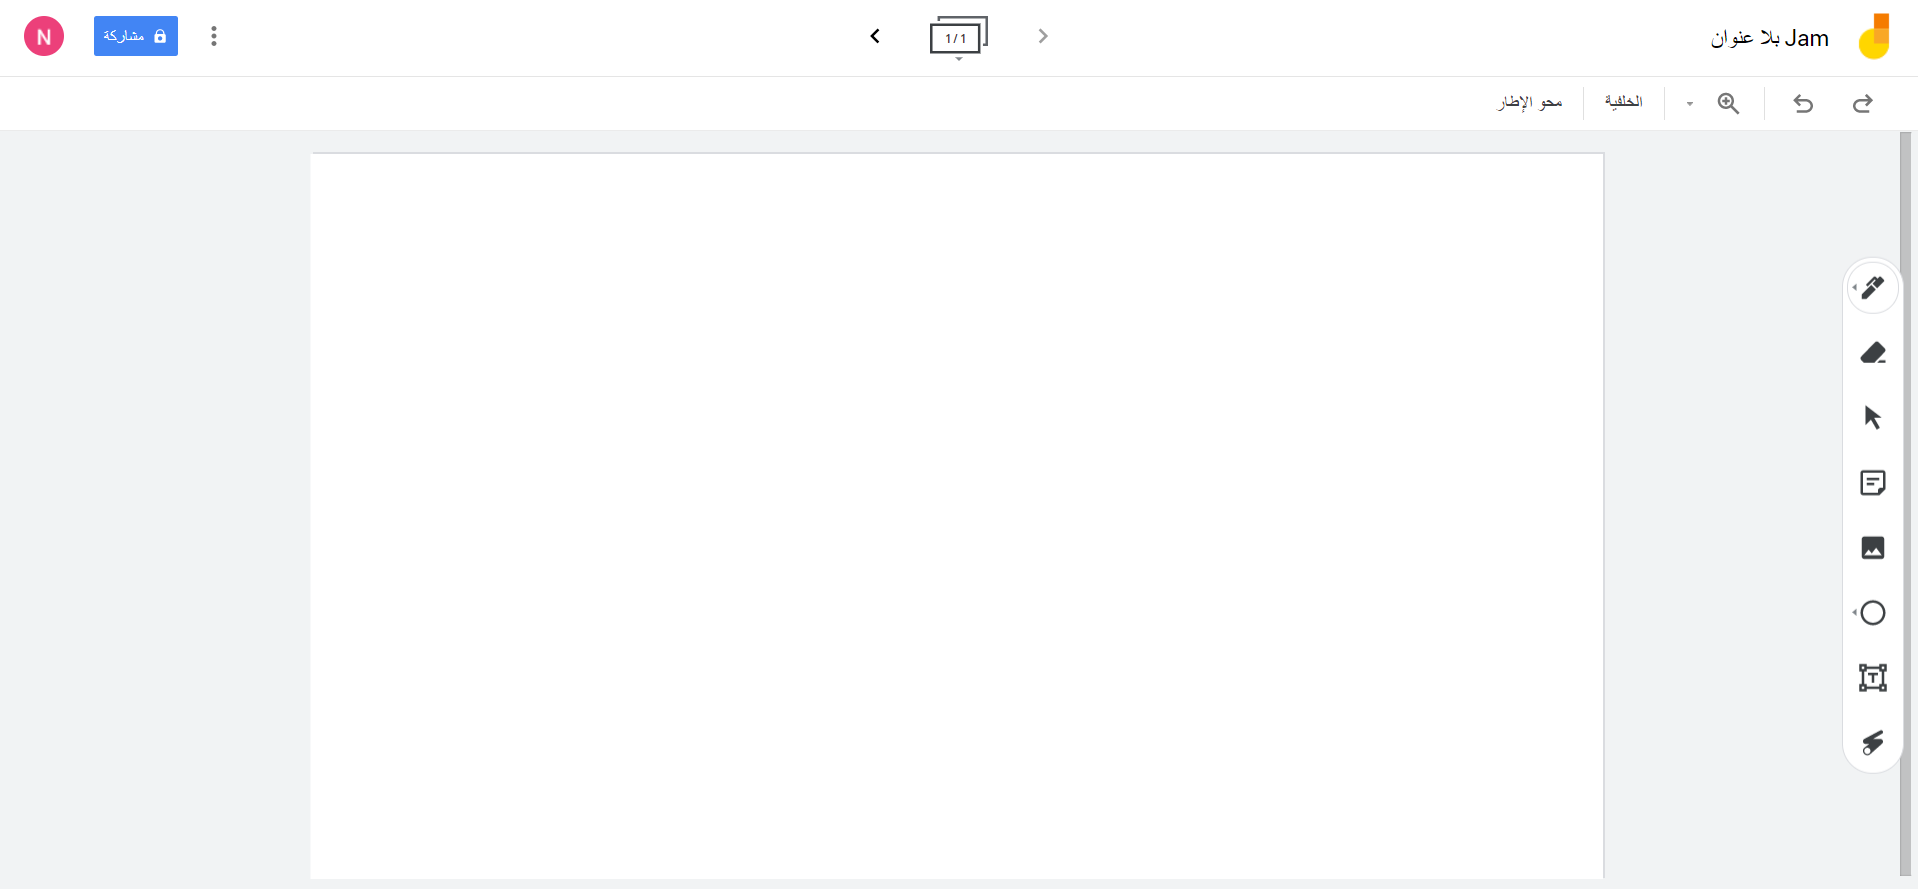 Jam بلا عنوان
1/1
مشاركة
N
الخلفية
محو الإطار